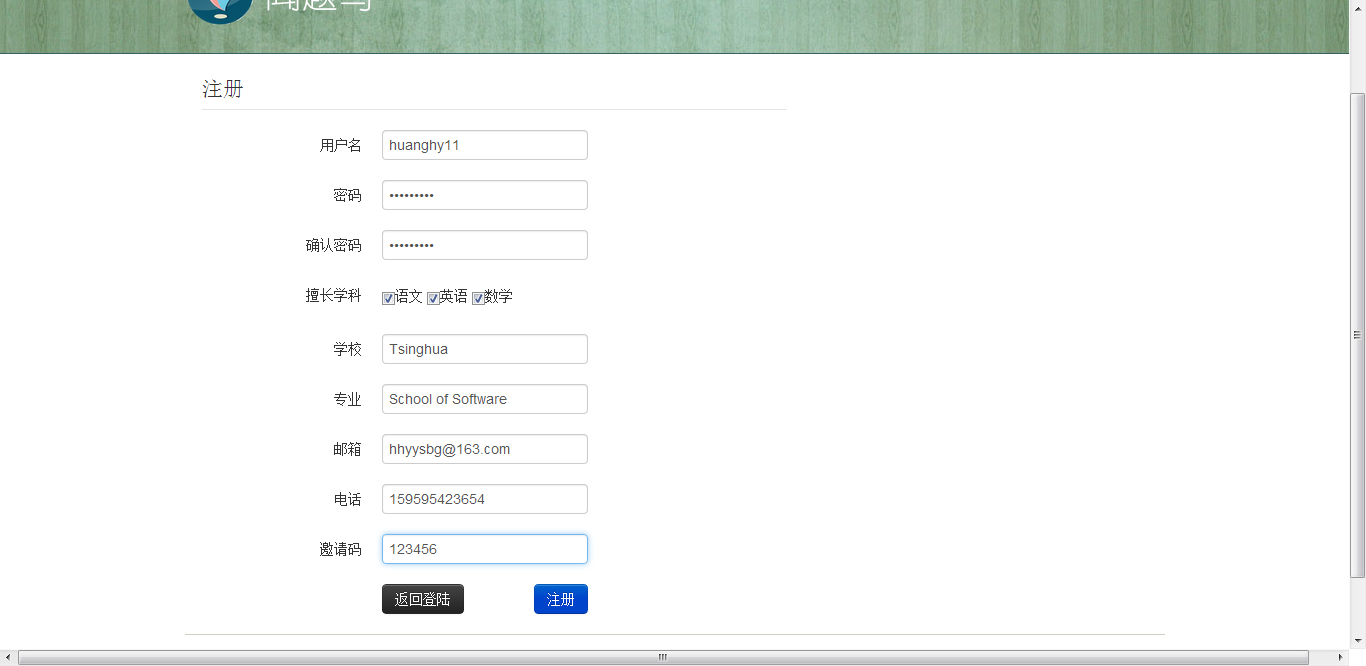 注册
用户名 huanghy11
密码 •••••••••
确认密码 •••••••••
擅长学科 语文 英语 数学
学校 Tsinghua
专业 School of Software
邮箱 hhyysbg@163.com
电话 159595423654
邀请码 123456
返回登陆 注册